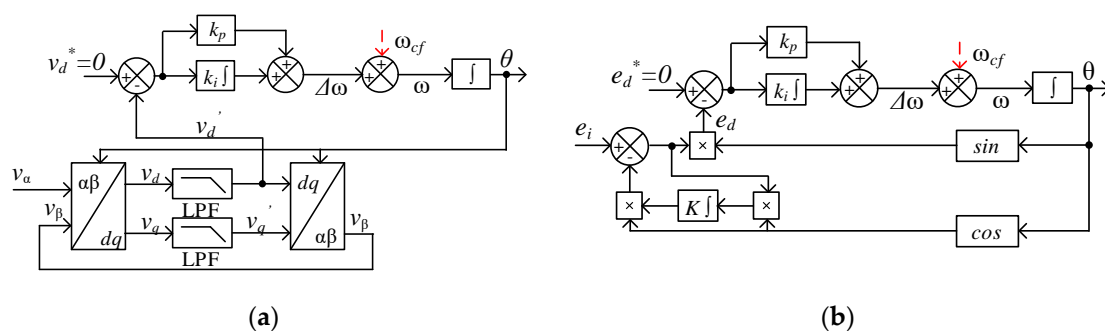 k_p
v_d^*=0
+
-
k_i ∫
+
+
Δω
ω_cf
+
+
ω
∫
θ
v_d'
v_α
v_β
αβ
dq
v_d
LPF
v_q
LPF
v_q'
dq
αβ
v_β
(a)
k_p
e_d^*=0
+
-
k_i ∫
+
+
Δω
ω_cf
+
+
ω
∫
θ
e_i
+
-
e_d
×
sin
×
K ∫
×
cos
(b)